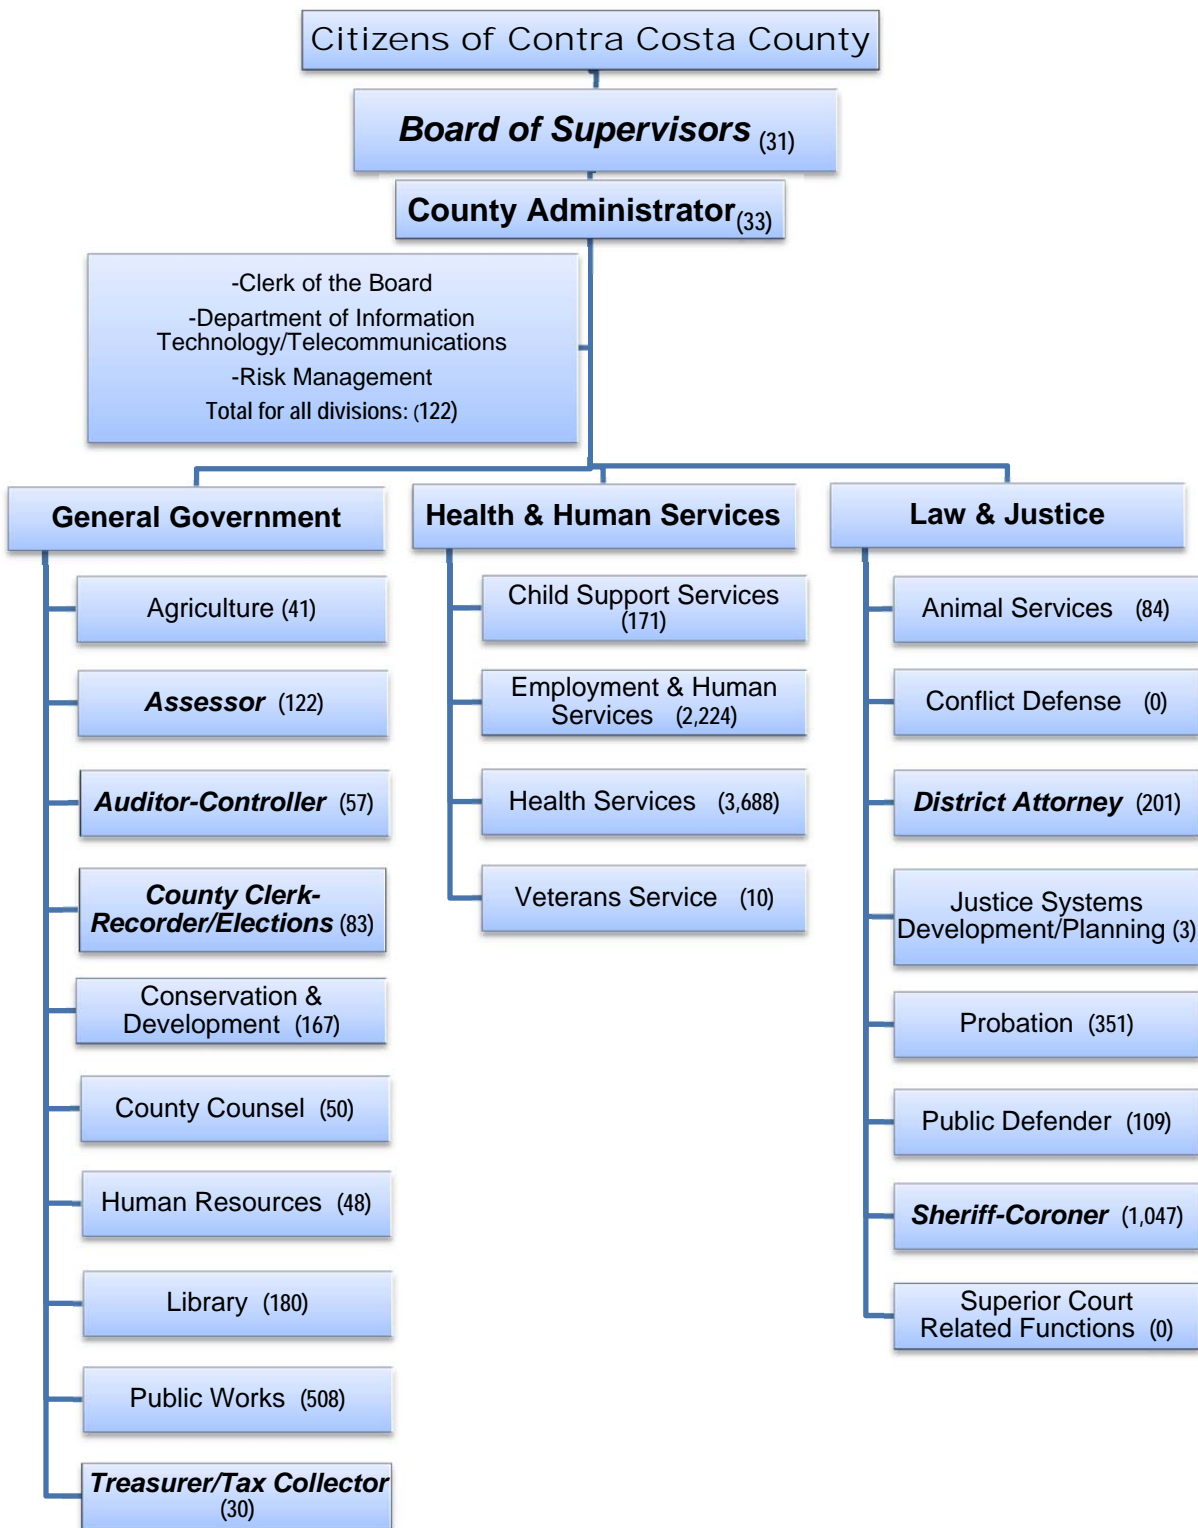 Citizens of Contra Costa County
Board of Supervisors (31)
County Administrator(33)
-Clerk of the Board
-Department of Information
Technology/Telecommunications
-Risk Management
Total for all divisions: (122)
General Government
Agriculture (41)
Assessor (122)
Auditor-Controller (57)
County Clerk-
Recorder/Elections (83)
Conservation &
Development (167)
County Counsel (50)
Human Resources (48)
Library (180)
Public Works (508)
Treasurer/Tax Collector
(30)
Health & Human Services
Child Support Services
(171)
Employment & Human
Services (2,224)
Health Services (3,688)
Veterans Service (10)
Law & Justice
Animal Services (84)
Conflict Defense (0)
District Attorney (201)
Justice Systems
Development/Planning (3)
Probation (351)
Public Defender (109)
Sheriff-Coroner (1,047)
Superior Court
Related Functions (0)